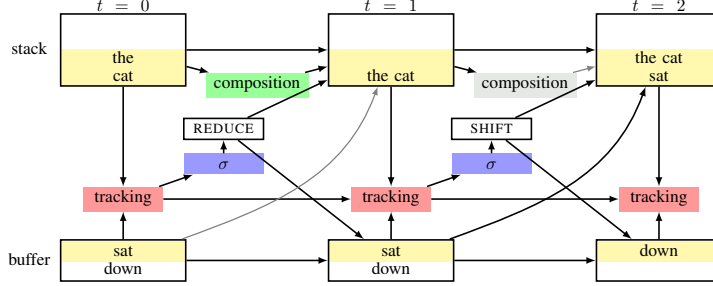 t = 0 t = 1 t = 2
stack
the
cat
the cat
the cat
sat
composition composition
REDUCE SHIFT
σ σ
tracking tracking tracking
buffer
sat
down
sat
down
down